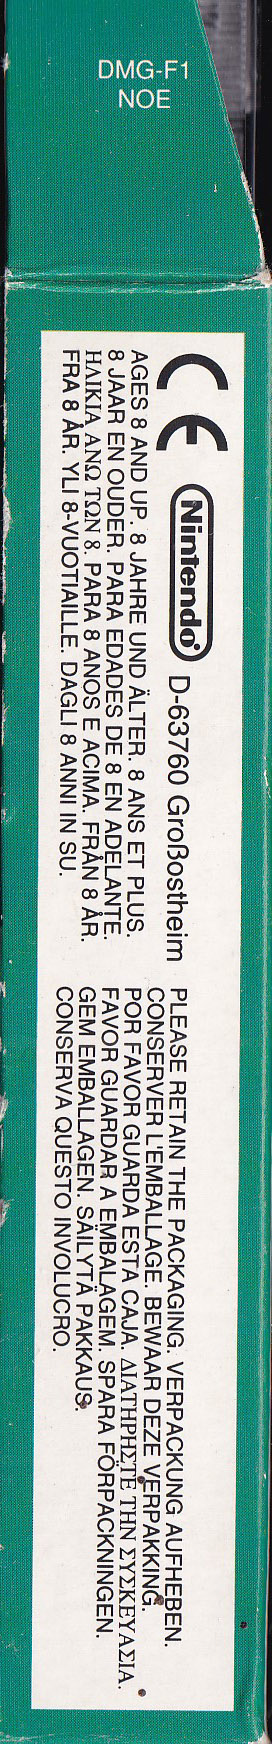 DMG-F1
NOE
CE Nintendo® D-63760 Großostheim
AGES 8 AND UP. 8 JAHRE UND ÄLTER. 8 ANS ET PLUS.
8 JAAR EN OUDER. PARA EDADES DE 8 EN ADELANTE.
ΗΛΙΚΙΑ ΑΝΩ ΤΩΝ 8. PARA 8 ANOS E ACIMA. FRÅN 8 ÅR.
FRA 8 ÅR. YLI 8-VUOTIAILLE. DAGLI 8 ANNI IN SU.
PLEASE RETAIN THE PACKAGING. VERPACKUNG AUFHEBEN.
CONSERVER L'EMBALLAGE. BEWAAR DEZE VERPAKKING.
POR FAVOR GUARDA ESTA CAJA. ΔΙΑΤΗΡΗΣΤΕ ΤΗΝ ΣΥΣΚΕΥΑΣΙΑ.
FAVOR GUARDAR A EMBALAGEM. SPARA FÖRPACKNINGEN.
GEM EMBALLAGEN. SÄILYTÄ PAKKAUS.
CONSERVA QUESTO INVOLUCRO.